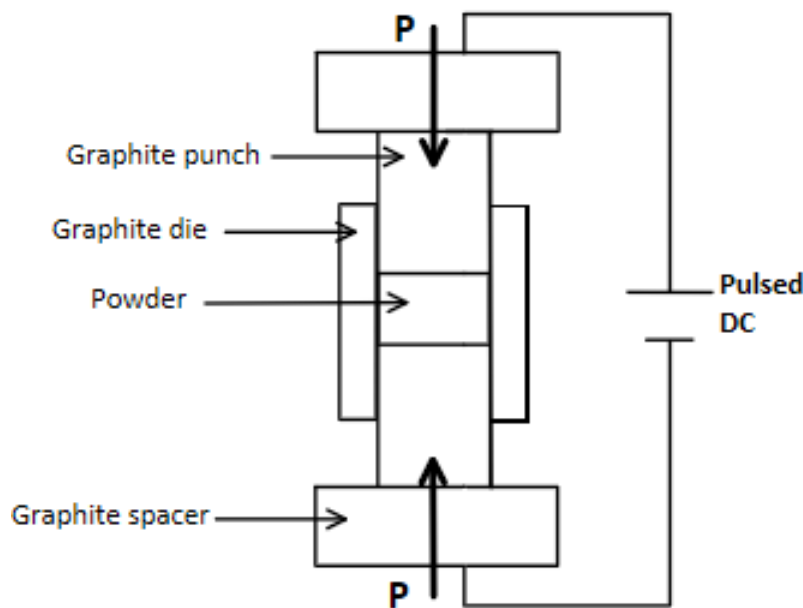 P
Graphite punch
Graphite die
Powder
Pulsed
DC
Graphite spacer
P